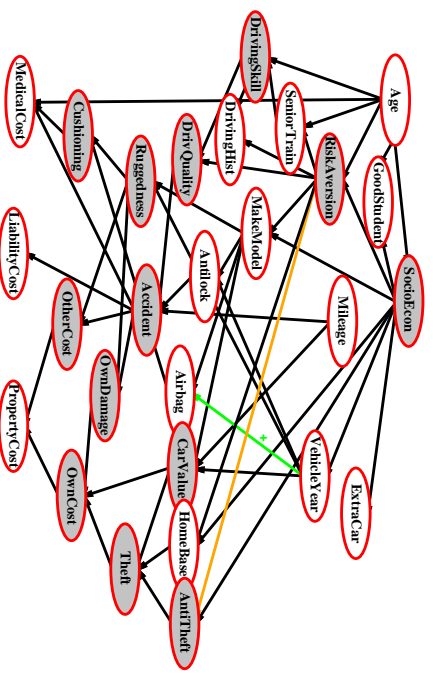 Age
SocioEcon
GoodStudent
RiskAversion
Mileage
ExtraCar
VehicleYear
SeniorTrain
DrivingSkill
DrivingHist
MakeModel
+
DrivQuality
Antilock
Airbag
CarValue
HomeBase
AntiTheft
Ruggedness
Accident
Theft
OwnDamage
Cushioning
OtherCost
OwnCost
MedicalCost
LiabilityCost
PropertyCost